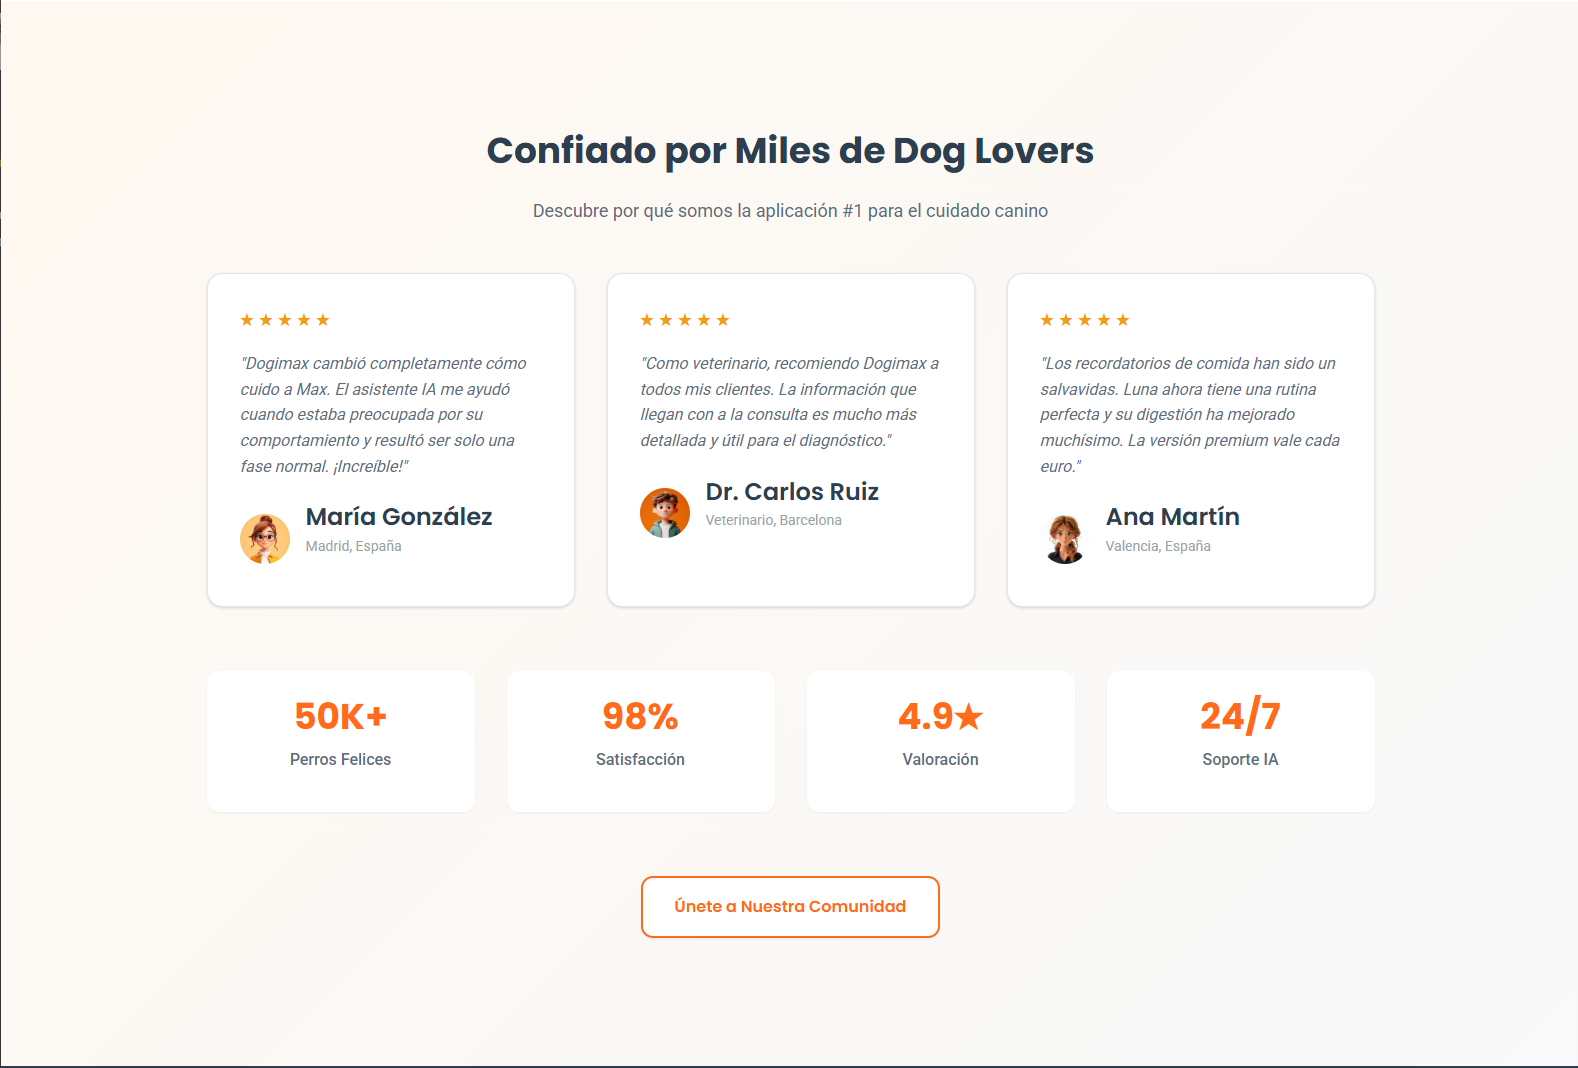 Confiado por Miles de Dog Lovers
Descubre por qué somos la aplicación #1 para el cuidado canino
★★★★★
"Dogimax cambió completamente cómo
cuido a Max. El asistente IA me ayudó
cuando estaba preocupada por su
comportamiento y resultó ser solo una
fase normal. ¡Increíble!"
María González
Madrid, España
★★★★★
"Como veterinario, recomiendo Dogimax a
todos mis clientes. La información que
llegan con a la consulta es mucho más
detallada y útil para el diagnóstico."
Dr. Carlos Ruiz
Veterinario, Barcelona
★★★★★
"Los recordatorios de comida han sido un
salvavidas. Luna ahora tiene una rutina
perfecta y su digestión ha mejorado
muchísimo. La versión premium vale cada
euro."
Ana Martín
Valencia, España
50K+
Perros Felices
98%
Satisfacción
4.9★
Valoración
24/7
Soporte IA
Únete a Nuestra Comunidad